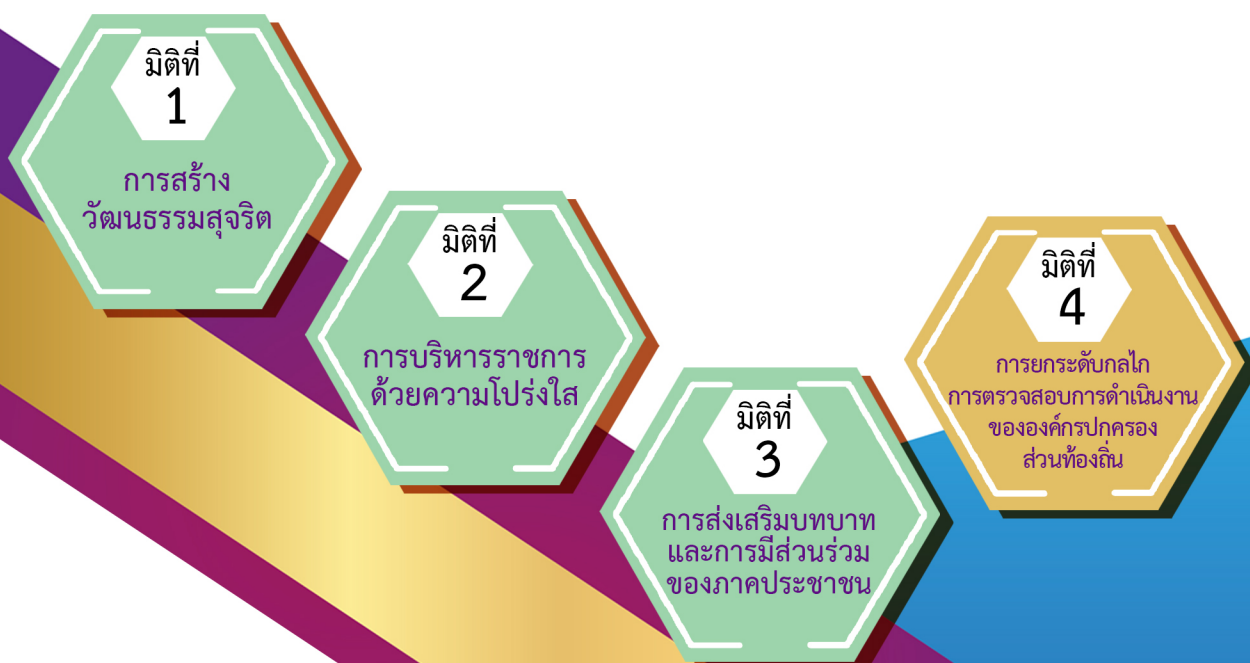 มิติที่
1
การสร้าง
วัฒนธรรมสุจริต
มิติที่
2
การบริหารราชการ
ด้วยความโปร่งใส
มิติที่
3
การส่งเสริมบทบาท
และการมีส่วนร่วม
ของภาคประชาชน
มิติที่
4
การยกระดับกลไก
การตรวจสอบการดำเนินงาน
ขององค์กรปกครอง
ส่วนท้องถิ่น